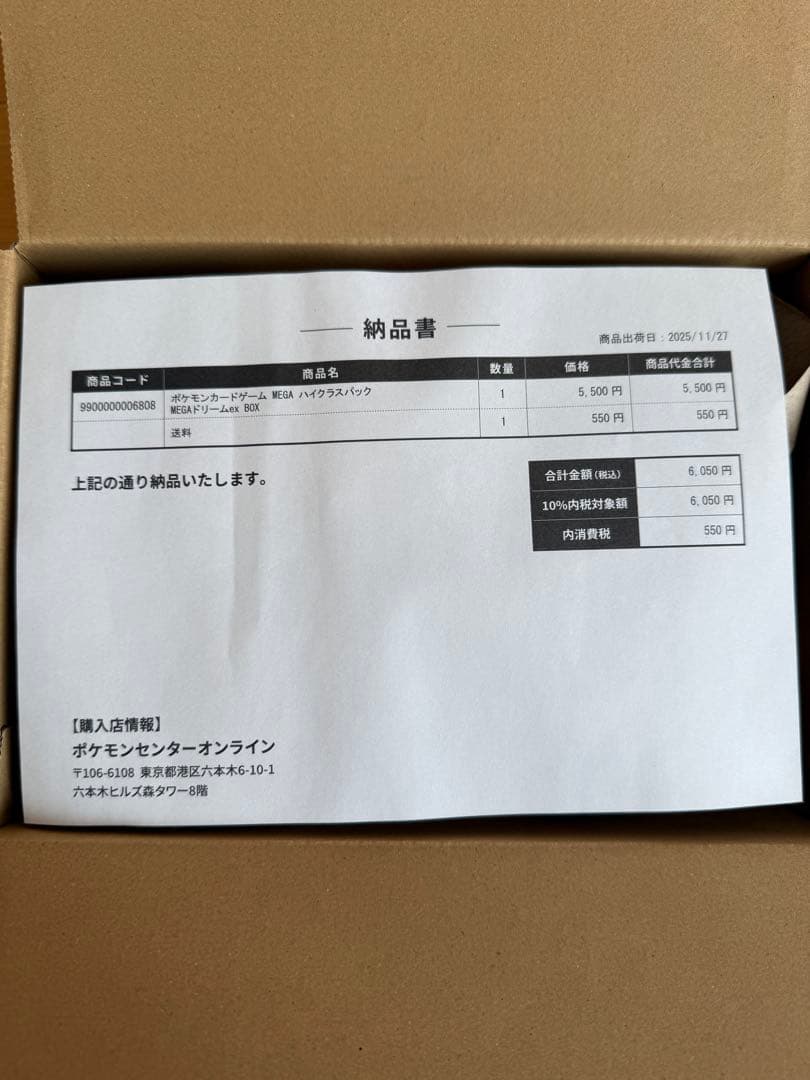 納品書
商品出荷日：2025/11/27
商品コード 商品名 数量 価格 商品代金合計
9900000006808 ポケモンカードゲーム MEGA ハイクラスパック 1 5,500 円 5,500 円
MEGAドリームex BOX
送料 1 550 円 550 円
上記の通り納品いたします。
合計金額(税込) 6,050 円
10%内税対象額 6,050 円
内消費税 550 円
【購入店情報】
ポケモンセンターオンライン
〒106-6108 東京都港区六本木6-10-1
六本木ヒルズ森タワー8階